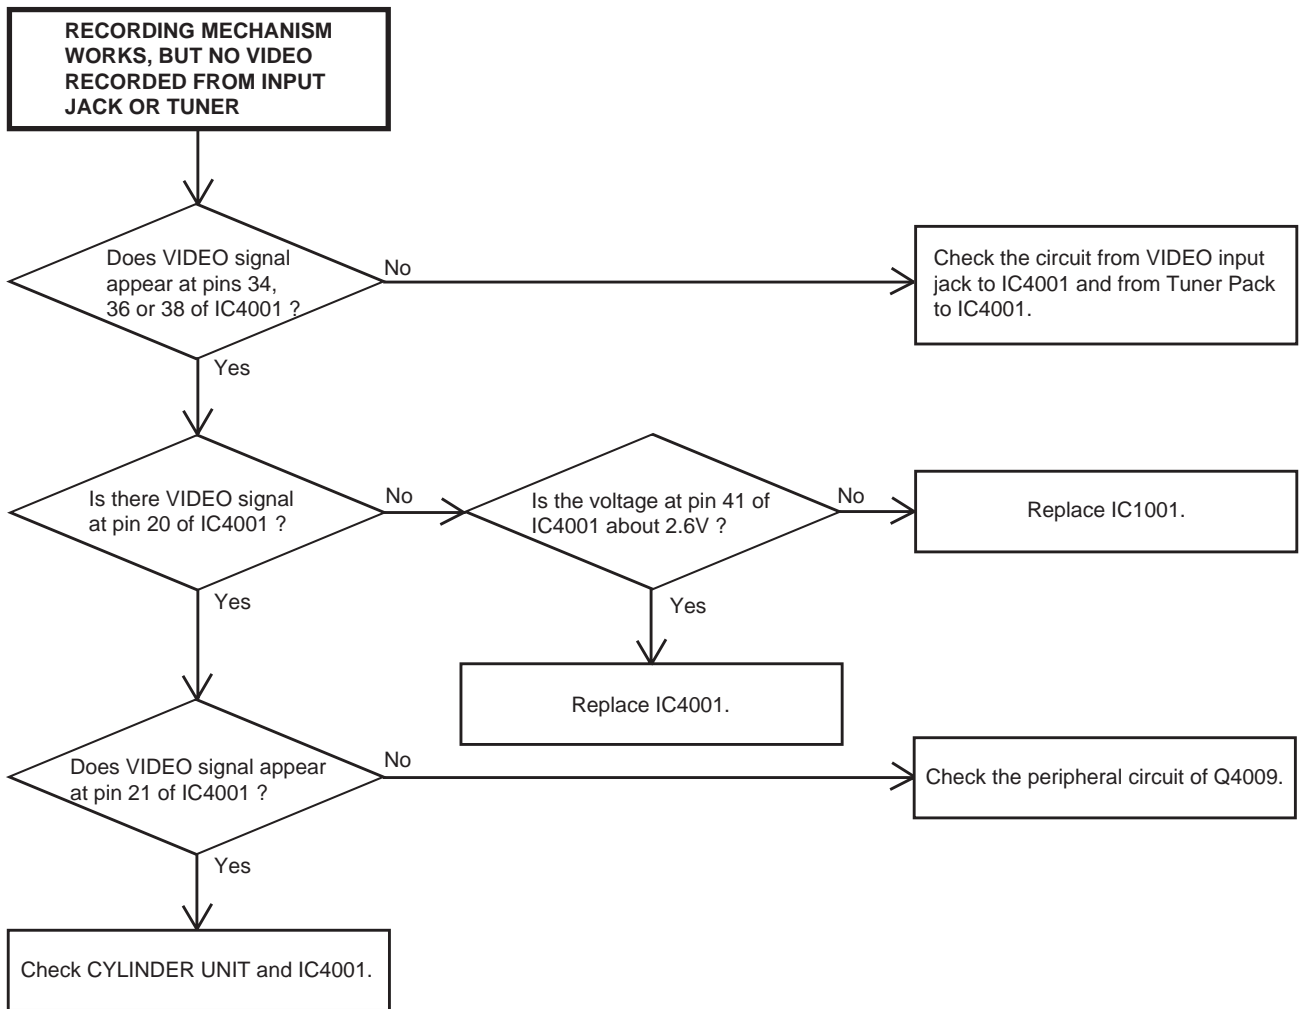 RECORDING MECHANISM
WORKS, BUT NO VIDEO
RECORDED FROM INPUT
JACK OR TUNER
Does VIDEO signal
appear at pins 34,
36 or 38 of IC4001 ?
No
Check the circuit from VIDEO input
jack to IC4001 and from Tuner Pack
to IC4001.
Yes
Is there VIDEO signal
at pin 20 of IC4001 ?
No
Is the voltage at pin 41 of
IC4001 about 2.6V ?
No
Replace IC1001.
Yes
Yes
Replace IC4001.
Does VIDEO signal appear
at pin 21 of IC4001 ?
No
Check the peripheral circuit of Q4009.
Yes
Check CYLINDER UNIT and IC4001.